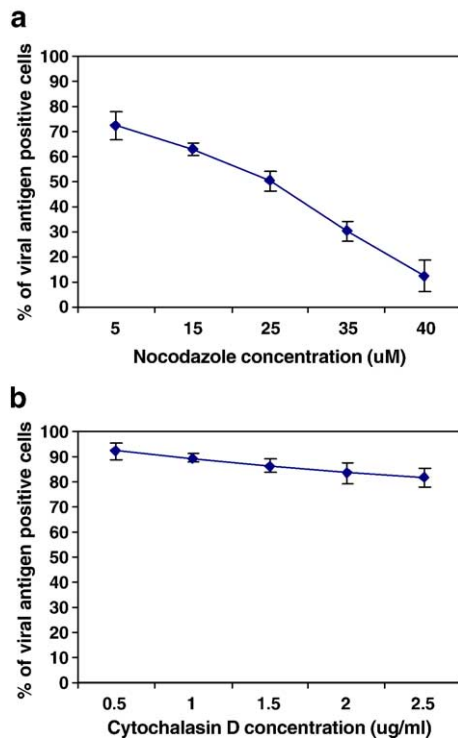 a
% of viral antigen positive cells
100
90
80
70
60
50
40
30
20
10
0
5 15 25 35 40
Nocodazole concentration (uM)
b
% of viral antigen positive cells
100
90
80
70
60
50
40
30
20
10
0
0.5 1 1.5 2 2.5
Cytochalasin D concentration (ug/ml)